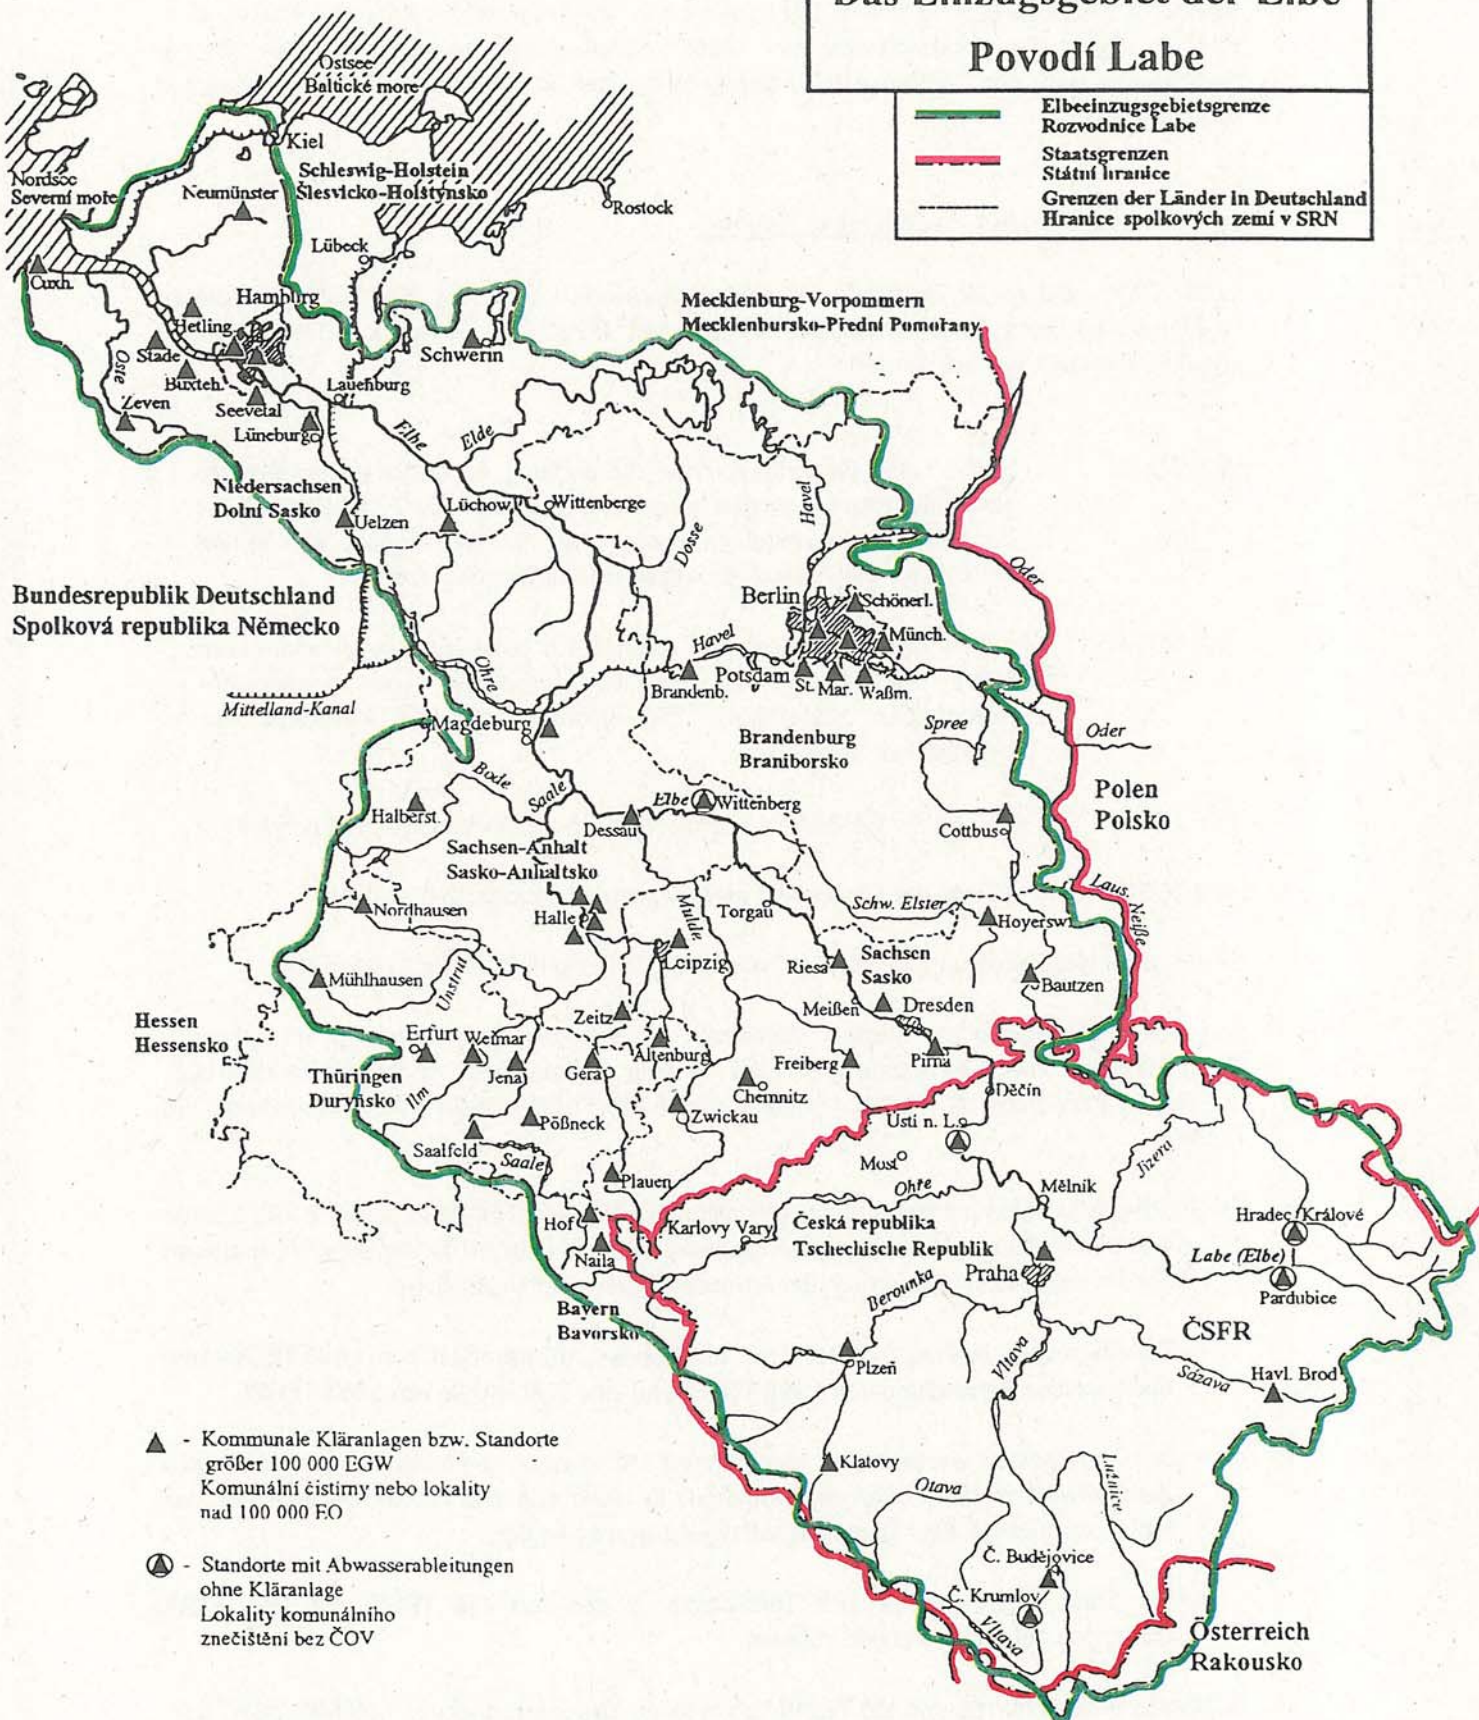 Das Einzugsgebiet der Elbe
Povodí Labe
Elbeeinzugsgebietsgrenze
Rozvodnice Labe
Staatsgrenzen
Státní hranice
Grenzen der Länder in Deutschland
Hranice spolkových zemí v SRN
Ostsee
Baltické more
Kiel
Schleswig-Holstein
Šlesvicko-Holštýnsko
Nordsee
Severní moře
Neumünster
Rostock
Lübeck
Cuxh.
Hamburg
Hetling
Mecklenburg-Vorpommern
Mecklenbursko-Přední Pomořany
Stade
Schwerin
Oste
Buxteh.
Lauenburg
Zeven
Seevetal
Lüneburg
Elbe
Elde
Niedersachsen
Dolní Sasko
Uelzen
Lüchow
Wittenberge
Havel
Dosse
Oder
Bundesrepublik Deutschland
Spolková republika Německo
Berlin
Schönerl.
Münch.
Havel
Ohre
Brandenb.
Potsdam
St.
Mar.
Waßm.
Mittelland-Kanal
Magdeburg
Spree
Oder
Brandenburg
Braniborsko
Bode
Saale
Elbe
Wittenberg
Polen
Polsko
Halberst.
Dessau
Cottbus
Sachsen-Anhalt
Sasko-Anhaltsko
Laus.
Neiße
Nordhausen
Halle
Mulde
Torgau
Schw. Elster
Hoyersw.
Leipzig
Riesa
Sachsen
Sasko
Mühlhausen
Unstrut
Bautzen
Meißen
Dresden
Zeitz
Hessen
Hessensko
Erfurt
Weimar
Altenburg
Freiberg
Pirna
Jena
Gera
Thüringen
Durynsko
Ilm
Chemnitz
Děčín
Zwickau
Pößneck
Usti n. L.
Saalfeld
Saale
Most
Jizera
Plauen
Ohře
Mělník
Hof
Karlovy Vary
Česká republika
Tschechische Republik
Hradec Králové
Naila
Labe (Elbe)
Praha
Berounka
Pardubice
Bayern
Bavorsko
ČSFR
Vltava
Plzeň
Sázava
Havl. Brod
Klatovy
Otava
Lužnice
Č. Budějovice
Č. Krumlov
Vltava
Österreich
Rakousko
- Kommunale Kläranlagen bzw. Standorte
größer 100 000 EGW
Komunální čistirny nebo lokality
nad 100 000 EO
- Standorte mit Abwasserableitungen
ohne Kläranlage
Lokality komunálního
znečištění bez ČOV